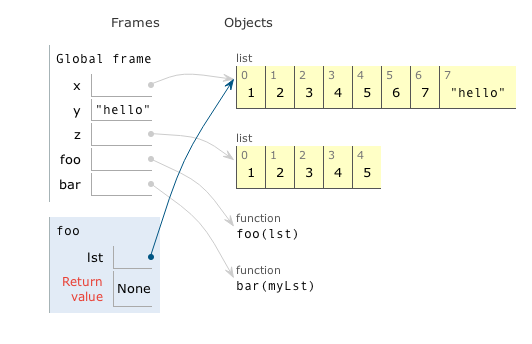 Frames Objects
Global frame
x
y "hello"
z
foo
bar
list
0 1 2 3 4 5 6 7
1 2 3 4 5 6 7 "hello"
list
0 1 2 3 4
1 2 3 4 5
function
foo(lst)
function
bar(myLst)
foo
lst
Return
value
None